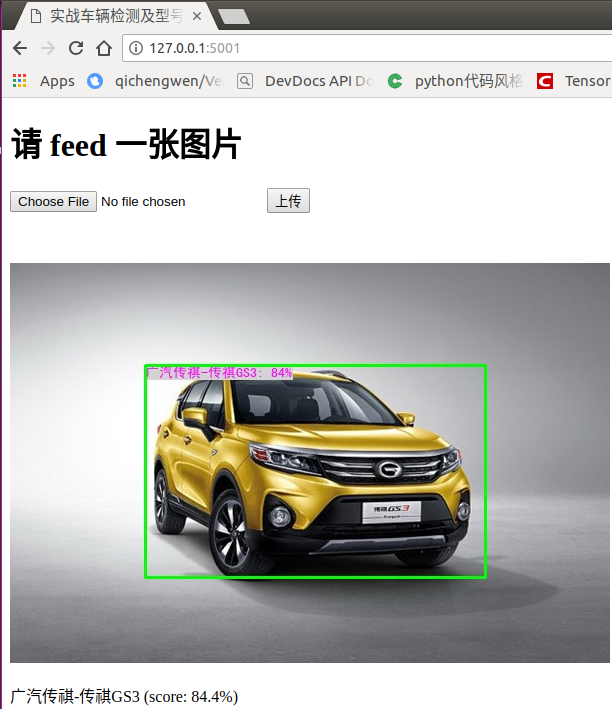 实战车辆检测及型号
127.0.0.1:5001
Apps qichengwen/Ve DevDocs API Do python代码风格 Tensor
请 feed 一张图片
Choose File No file chosen 上传
广汽传祺-传祺GS3: 84%
传祺GS3
广汽传祺-传祺GS3 (score: 84.4%)